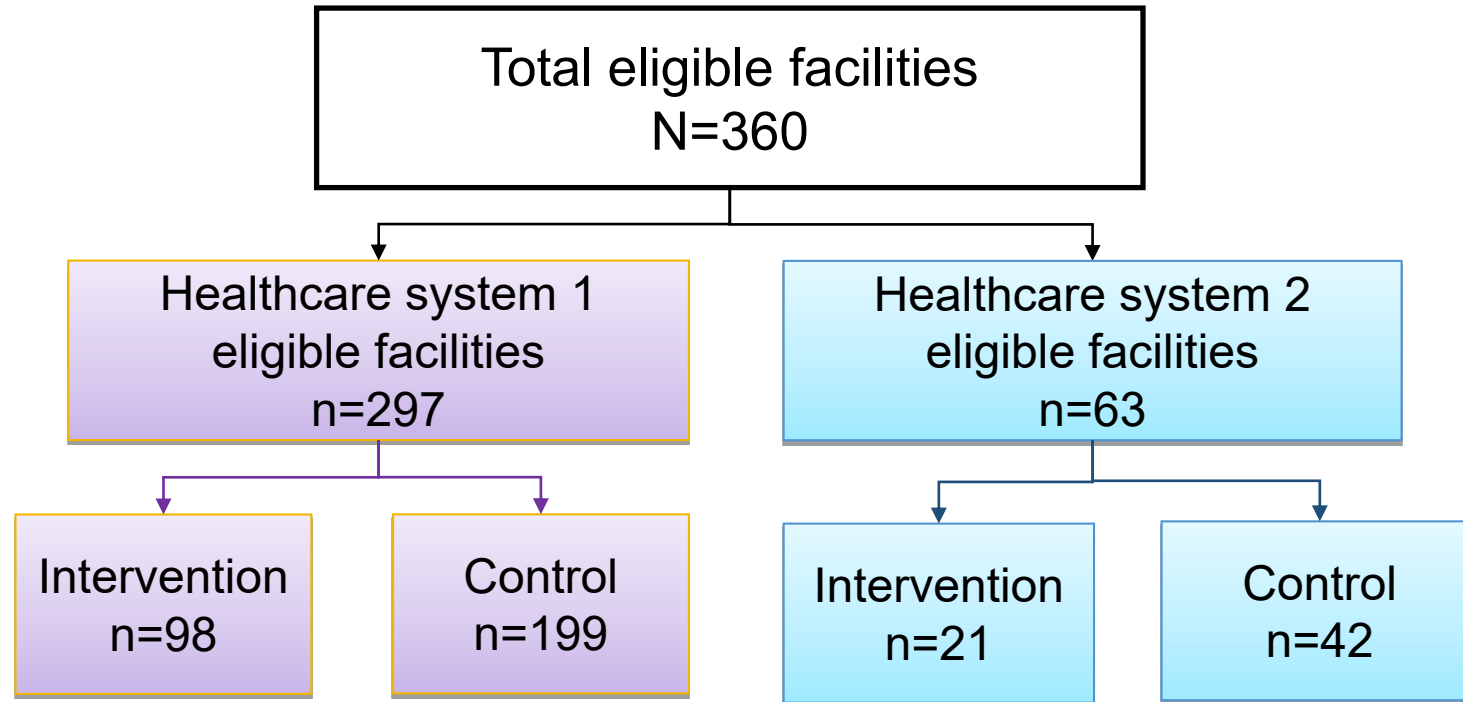 Total eligible facilities
N=360
Healthcare system 1
eligible facilities
n=297
Healthcare system 2
eligible facilities
n=63
Intervention
n=98
Control
n=199
Intervention
n=21
Control
n=42